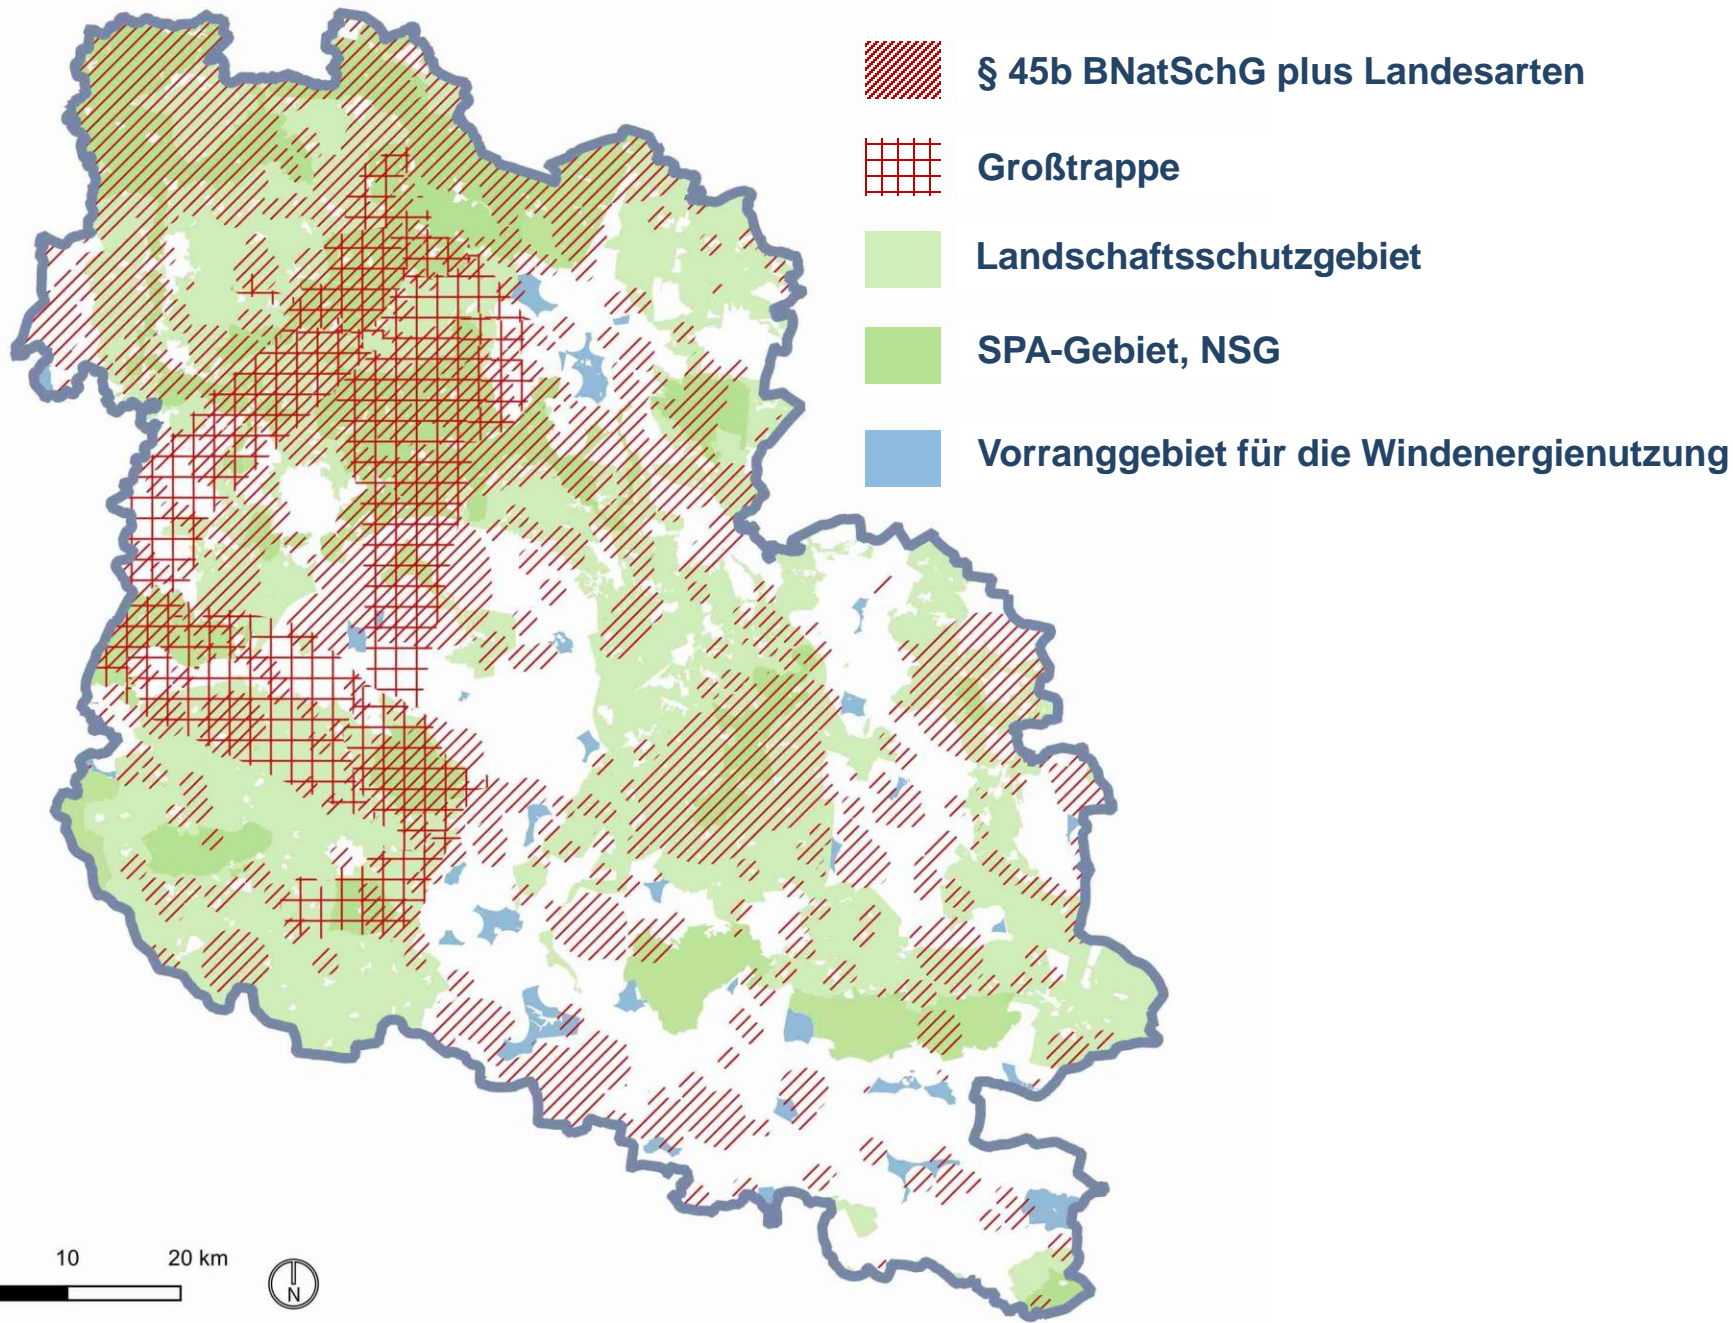 § 45b BNatSchG plus Landesarten
Großtrappe
Landschaftsschutzgebiet
SPA-Gebiet, NSG
Vorranggebiet für die Windenergienutzung
10 20 km
N